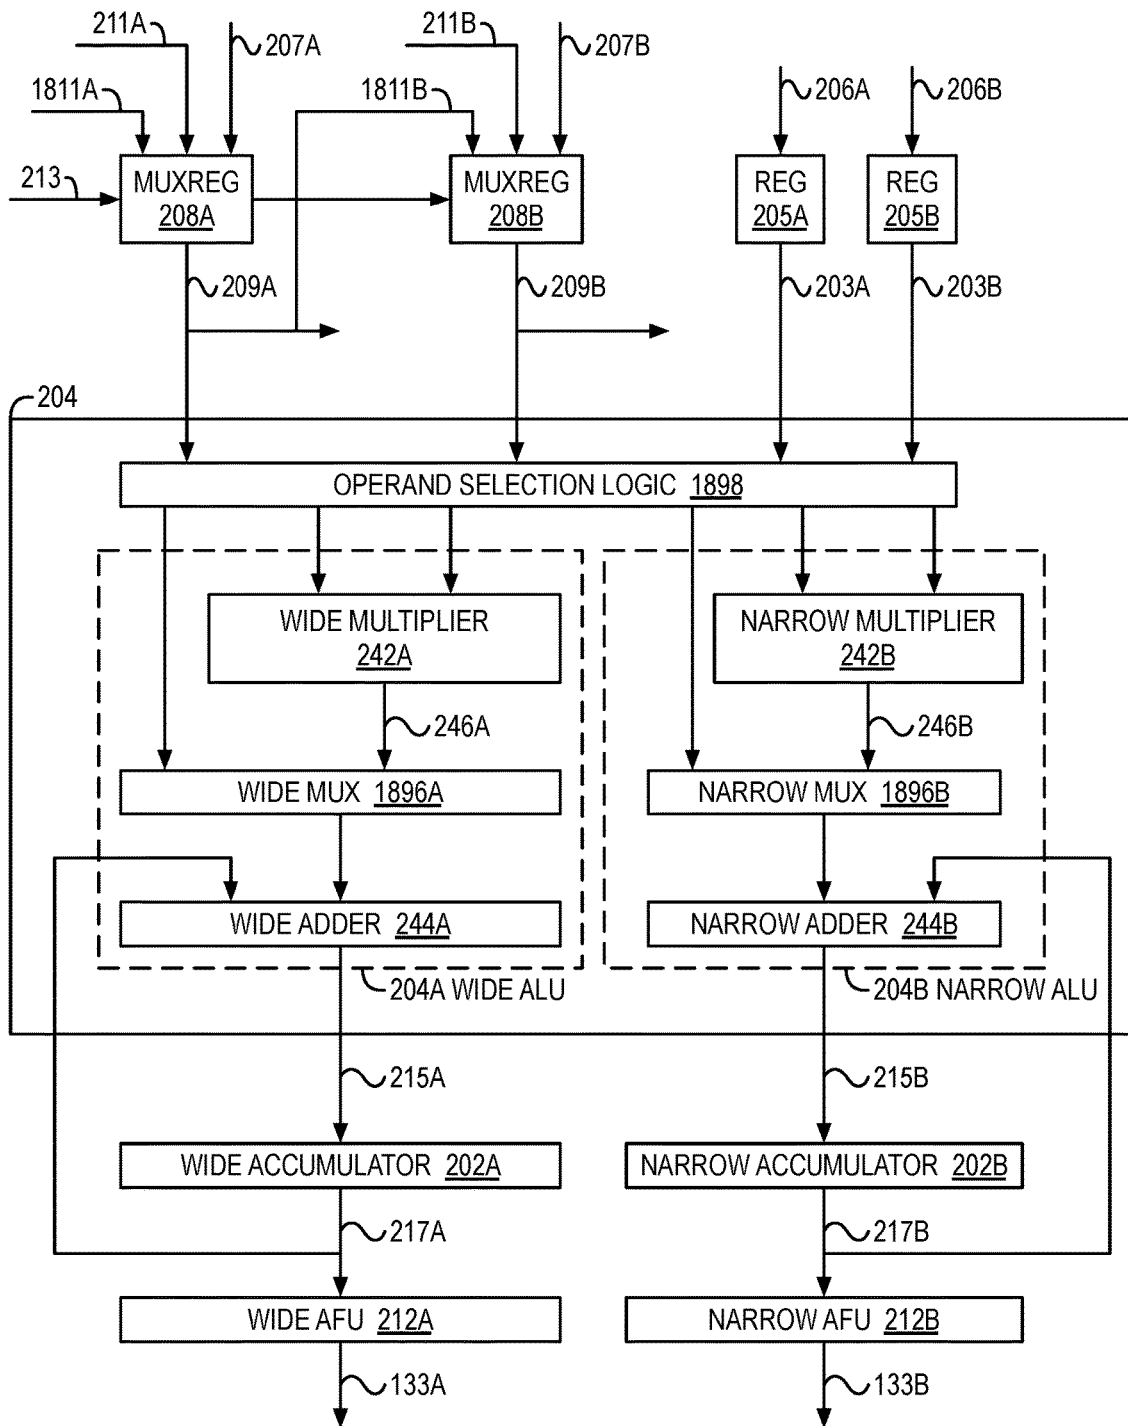 211A
207A
211B
207B
1811A
1811B
206A
206B
213
MUXREG
208A
MUXREG
208B
REG
205A
REG
205B
209A
209B
203A
203B
204
OPERAND SELECTION LOGIC 1898
WIDE MULTIPLIER
242A
NARROW MULTIPLIER
242B
246A
246B
WIDE MUX 1896A
NARROW MUX 1896B
WIDE ADDER 244A
NARROW ADDER 244B
204A WIDE ALU
204B NARROW ALU
215A
215B
WIDE ACCUMULATOR 202A
NARROW ACCUMULATOR 202B
217A
217B
WIDE AFU 212A
NARROW AFU 212B
133A
133B